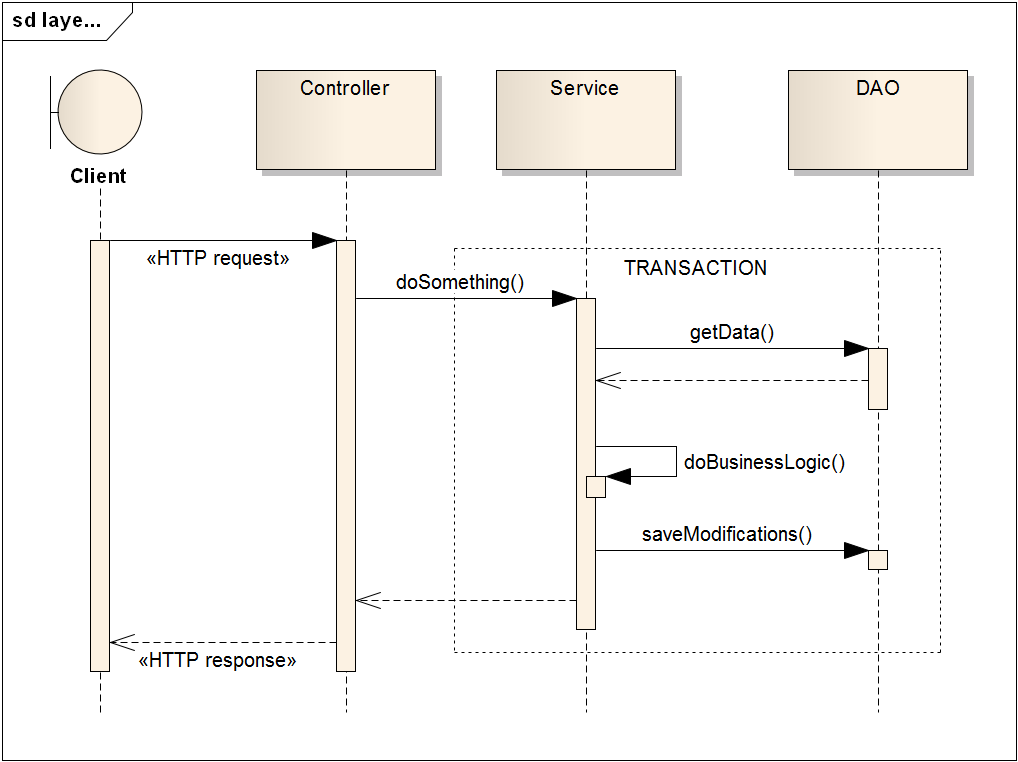 sd laye...
Controller
Service
DAO
Client
«HTTP request»
TRANSACTION
doSomething()
getData()
doBusinessLogic()
saveModifications()
«HTTP response»